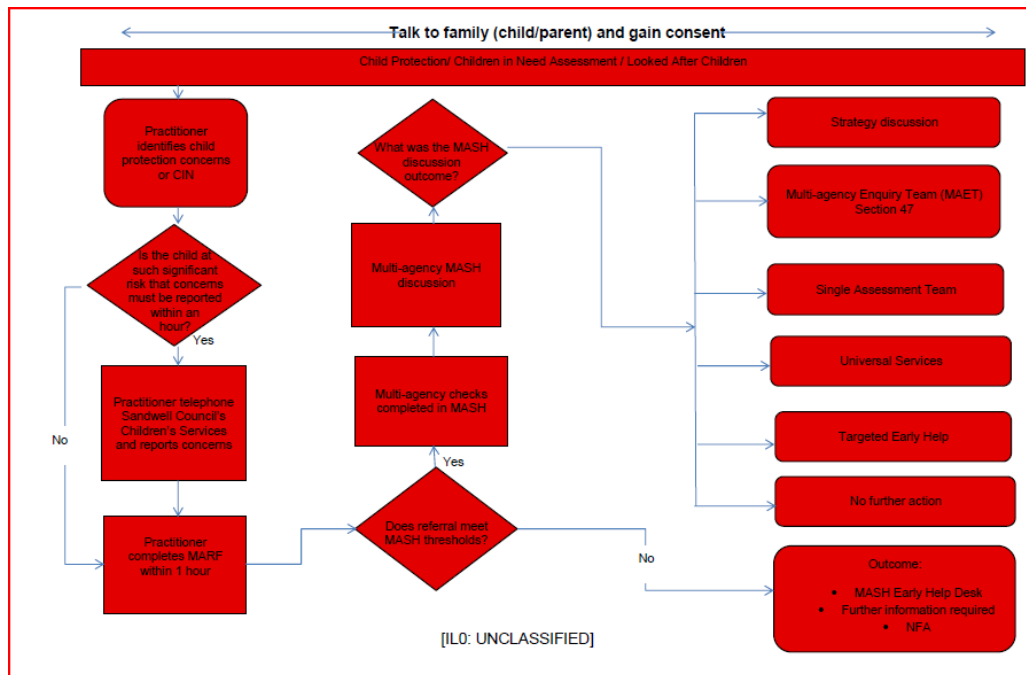 Talk to family (child/parent) and gain consent
Child Protection/ Children in Need Assessment / Looked After Children
Practitioner
identifies child
protection concerns
or CIN
Is the child at
such significant
risk that concerns
must be reported
within an
hour?
Yes
No
Practitioner telephone
Sandwell Council's
Children's Services
and reports concerns
Practitioner
completes MARF
within 1 hour
Does referral meet
MASH thresholds?
Yes
No
Multi-agency checks
completed in MASH
Multi-agency MASH
discussion
What was the MASH
discussion
outcome?
Strategy discussion
Multi-agency Enquiry Team (MAET)
Section 47
Single Assessment Team
Universal Services
Targeted Early Help
No further action
Outcome:
• MASH Early Help Desk
• Further information required
• NFA
[IL0: UNCLASSIFIED]